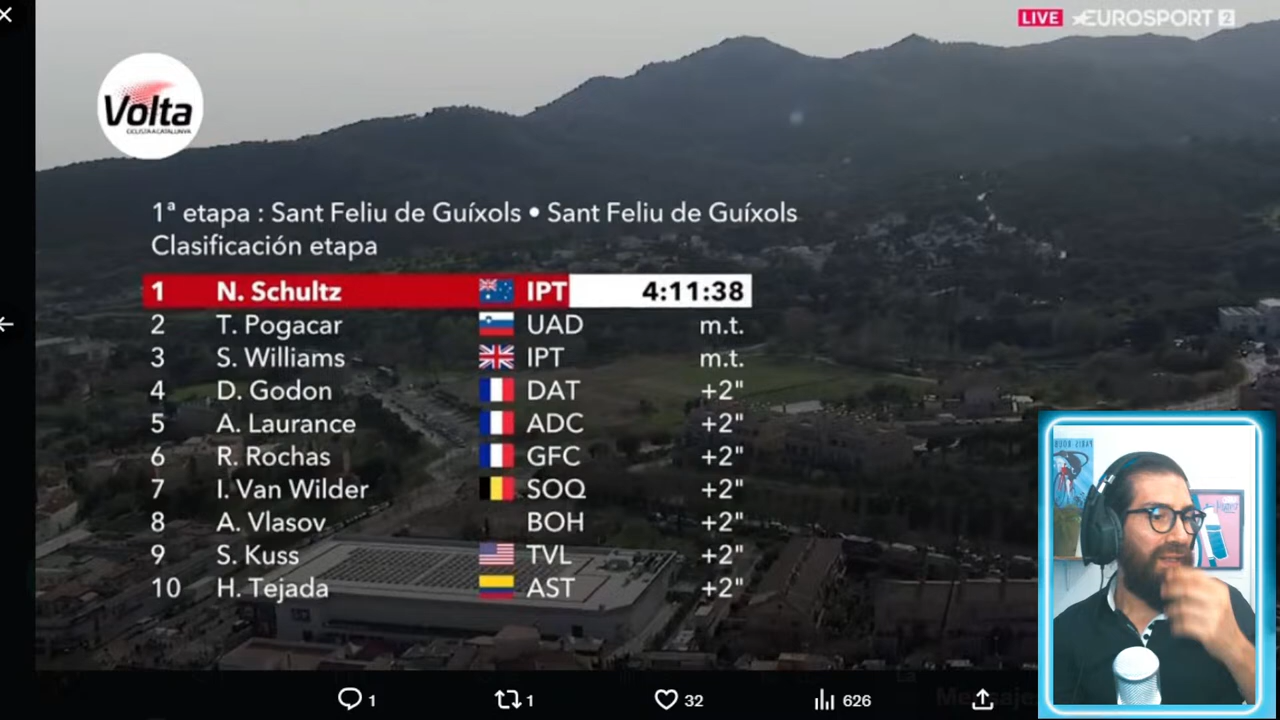 LIVE EUROSPORT 2
Volta
CICLISTA A CATALUNYA
1ª etapa : Sant Feliu de Guíxols • Sant Feliu de Guíxols
Clasificación etapa
1 N. Schultz IPT 4:11:38
2 T. Pogacar UAD m.t.
3 S. Williams IPT m.t.
4 D. Godon DAT +2"
5 A. Laurance ADC +2"
6 R. Rochas GFC +2"
7 I. Van Wilder SOQ +2"
8 A. Vlasov BOH +2"
9 S. Kuss TVL +2"
10 H. Tejada AST +2"
1 1 32 626